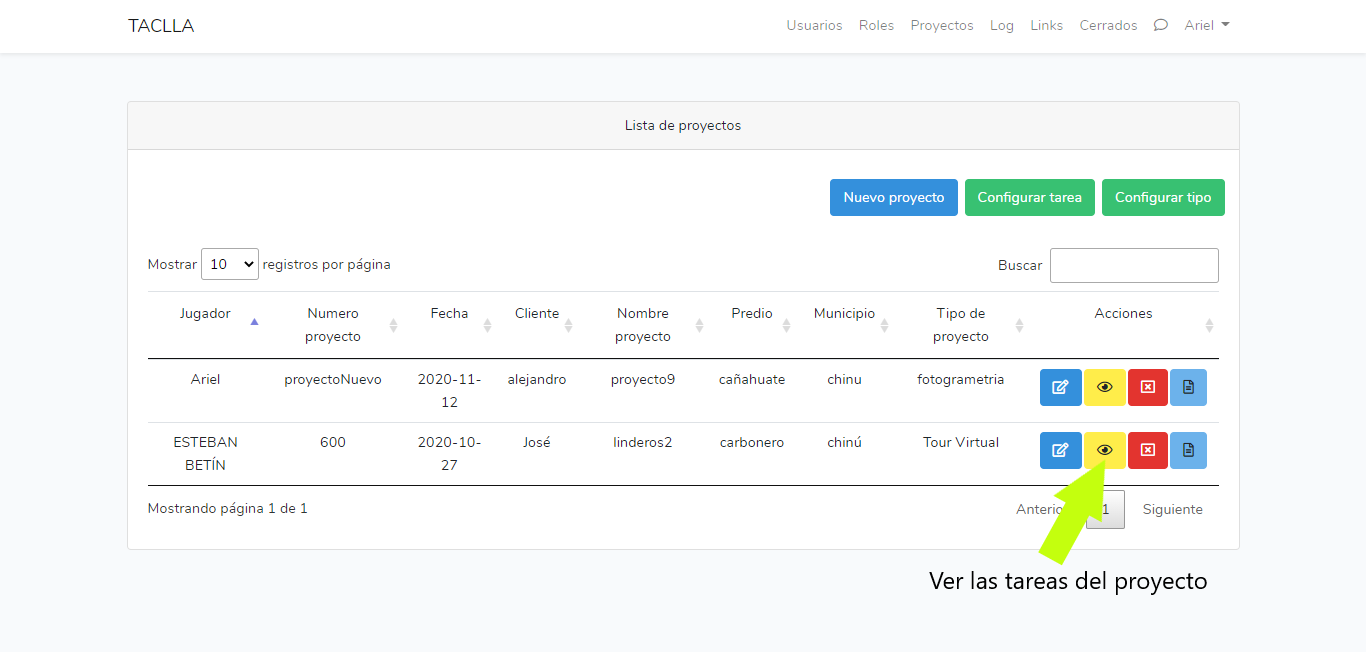 TACLLA
Usuarios Roles Proyectos Log Links Cerrados Ariel
Lista de proyectos
Nuevo proyecto Configurar tarea Configurar tipo
Mostrar 10 registros por página Buscar
Jugador Numero proyecto Fecha Cliente Nombre proyecto Predio Municipio Tipo de proyecto Acciones
Ariel proyectoNuevo 2020-11-12 alejandro proyecto9 cañahuate chinu fotogrametria
ESTEBAN BETÍN 600 2020-10-27 José linderos2 carbonero chinú Tour Virtual
Mostrando página 1 de 1 1 Siguiente
Ver las tareas del proyecto